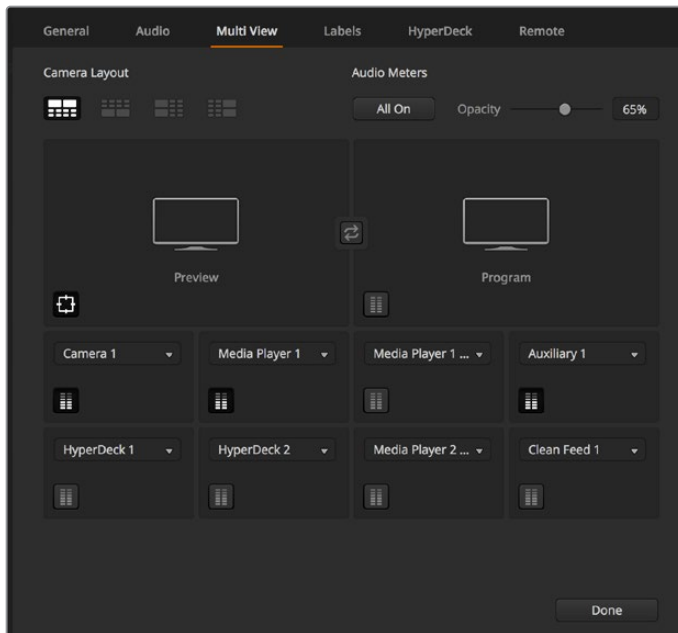 General Audio Multi View Labels HyperDeck Remote
Camera Layout Audio Meters
All On Opacity 65%
Preview Program
Camera 1 Media Player 1 Media Player 1 ... Auxiliary 1
HyperDeck 1 HyperDeck 2 Media Player 2 ... Clean Feed 1
Done